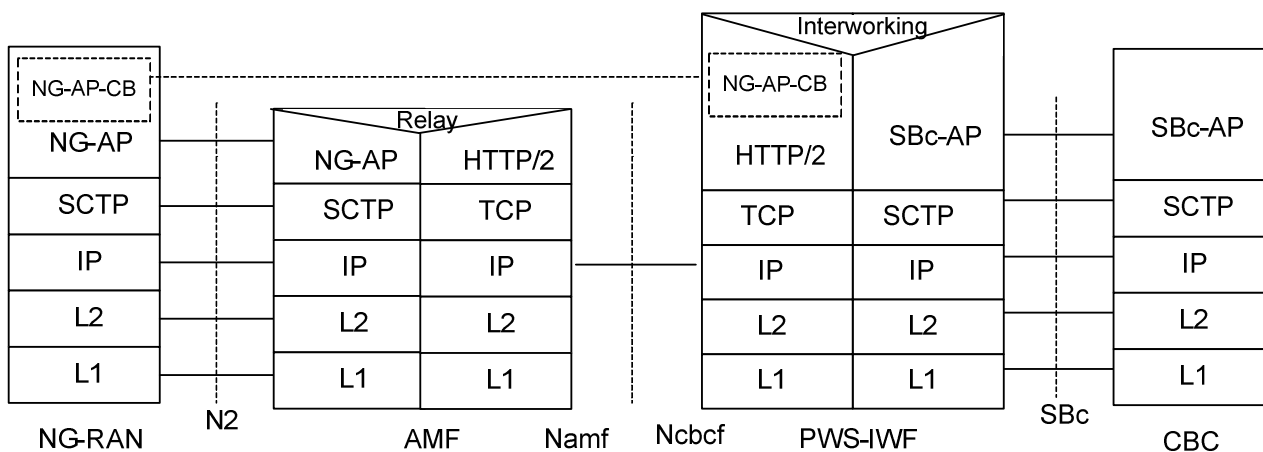 Interworking
NG-AP-CB
NG-AP-CB
Relay
NG-AP
NG-AP
HTTP/2
HTTP/2
SBc-AP
SBc-AP
SCTP
SCTP
TCP
TCP
SCTP
SCTP
IP
IP
IP
IP
IP
IP
L2
L2
L2
L2
L2
L2
L1
L1
L1
L1
L1
L1
N2
SBc
NG-RAN
AMF
Namf
Ncbcf
PWS-IWF
CBC